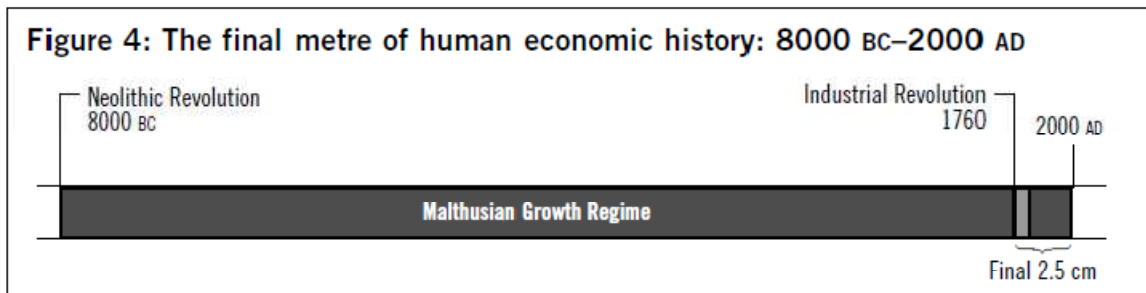 Figure 4: The final metre of human economic history: 8000 BC–2000 AD
Neolithic Revolution
8000 BC
Industrial Revolution
1760
2000 AD
Malthusian Growth Regime
Final 2.5 cm